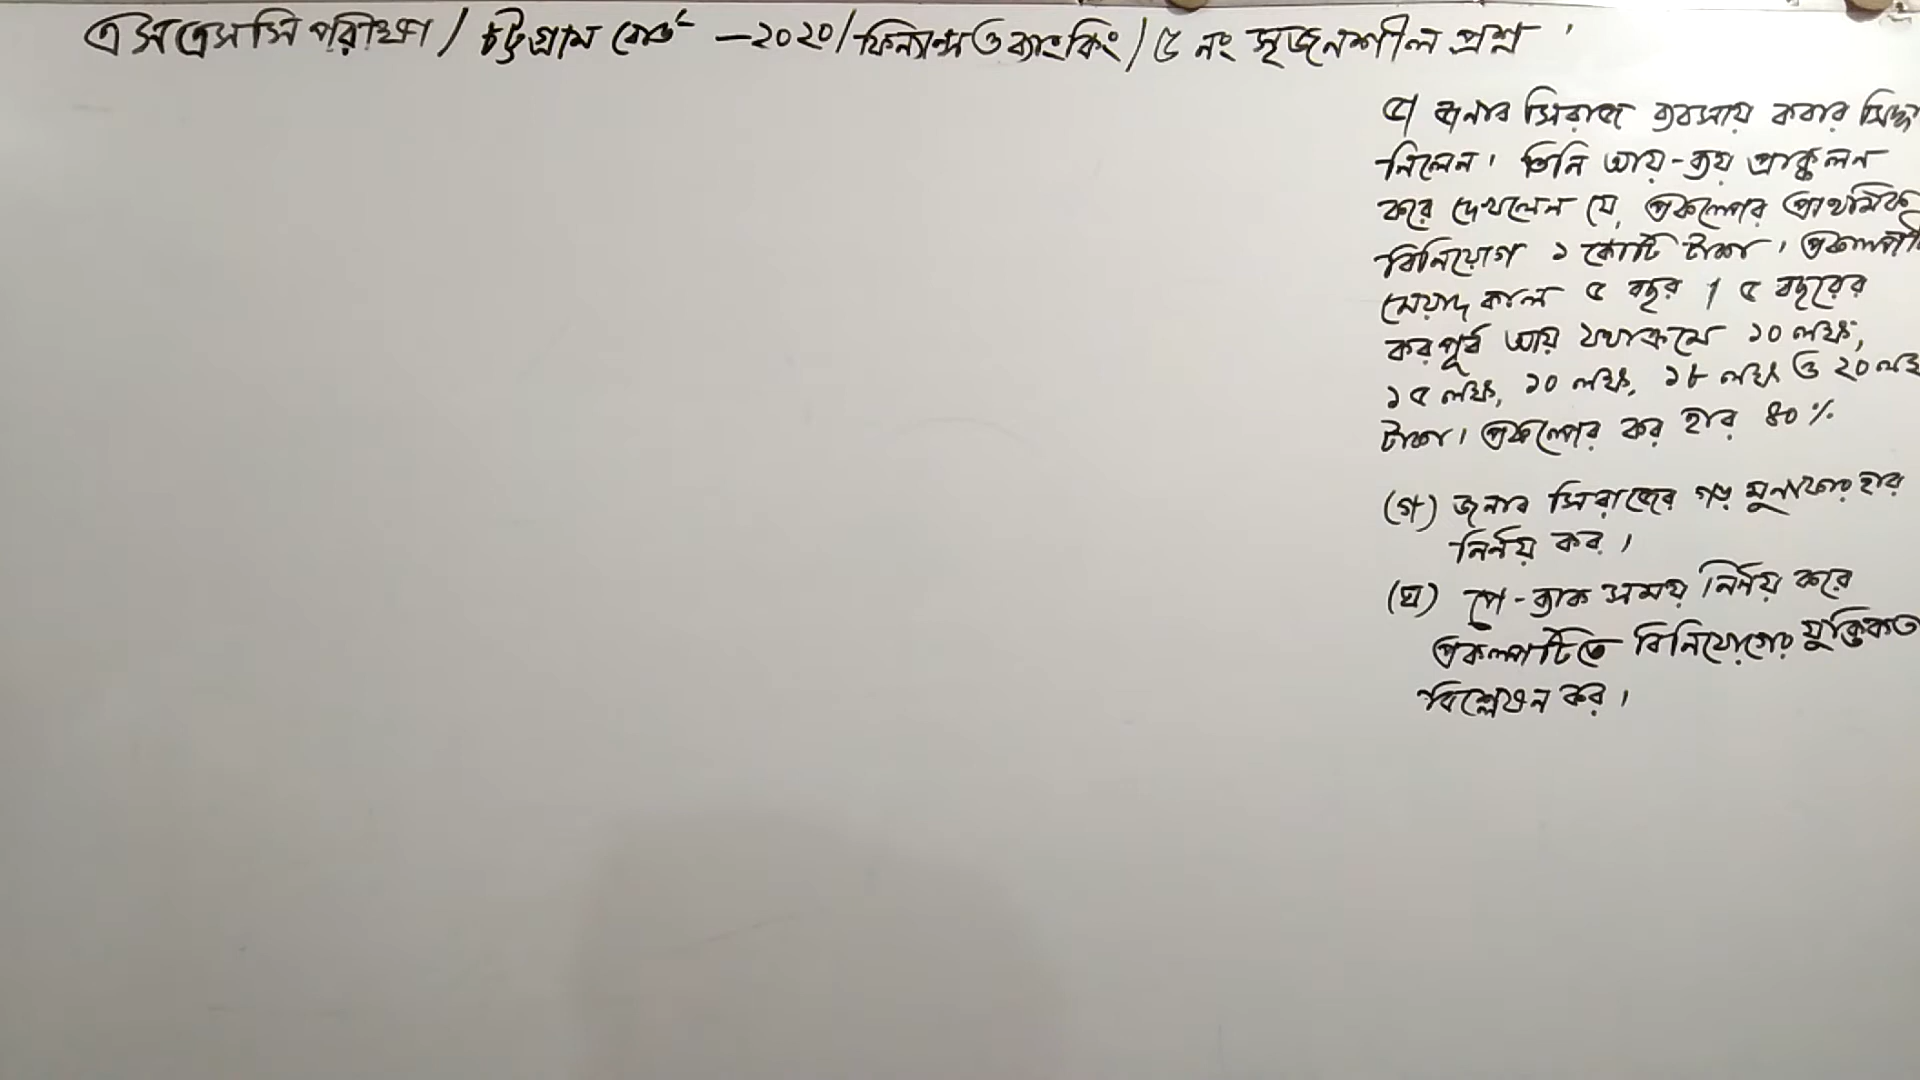 এসএসসি পরীক্ষা / চট্টগ্রাম বোর্ড -২০২০/ফিন্যান্স ও ব্যাংকিং/৫ নং সৃজনশীল প্রশ্ন ।
৫। জনাব সিরাজ ব্যবসায় করার সিদ্ধা
নিলেন। তিনি আয়-ব্যয় প্রাক্কলন
করে দেখলেন যে, প্রকল্পের প্রাথমিক
বিনিয়োগ ১ কোটি টাকা। প্রকল্পটি
মেয়াদ কাল ৫ বছর । ৫ বছরের
করপূর্ব আয় যথাক্রমে ১০ লক্ষ,
১৫ লক্ষ, ১০ লক্ষ, ১৮ লক্ষ ও ২০ লক্ষ
টাকা। প্রকল্পের কর হার ৪০%
(গ) জনাব সিরাজের গড় মুনাফার হার
নির্ণয় কর।
(ঘ) পে-ব্যাক সময় নির্ণয় করে
প্রকল্পটিতে বিনিয়োগের যুক্তিকত
বিশ্লেষণ কর।